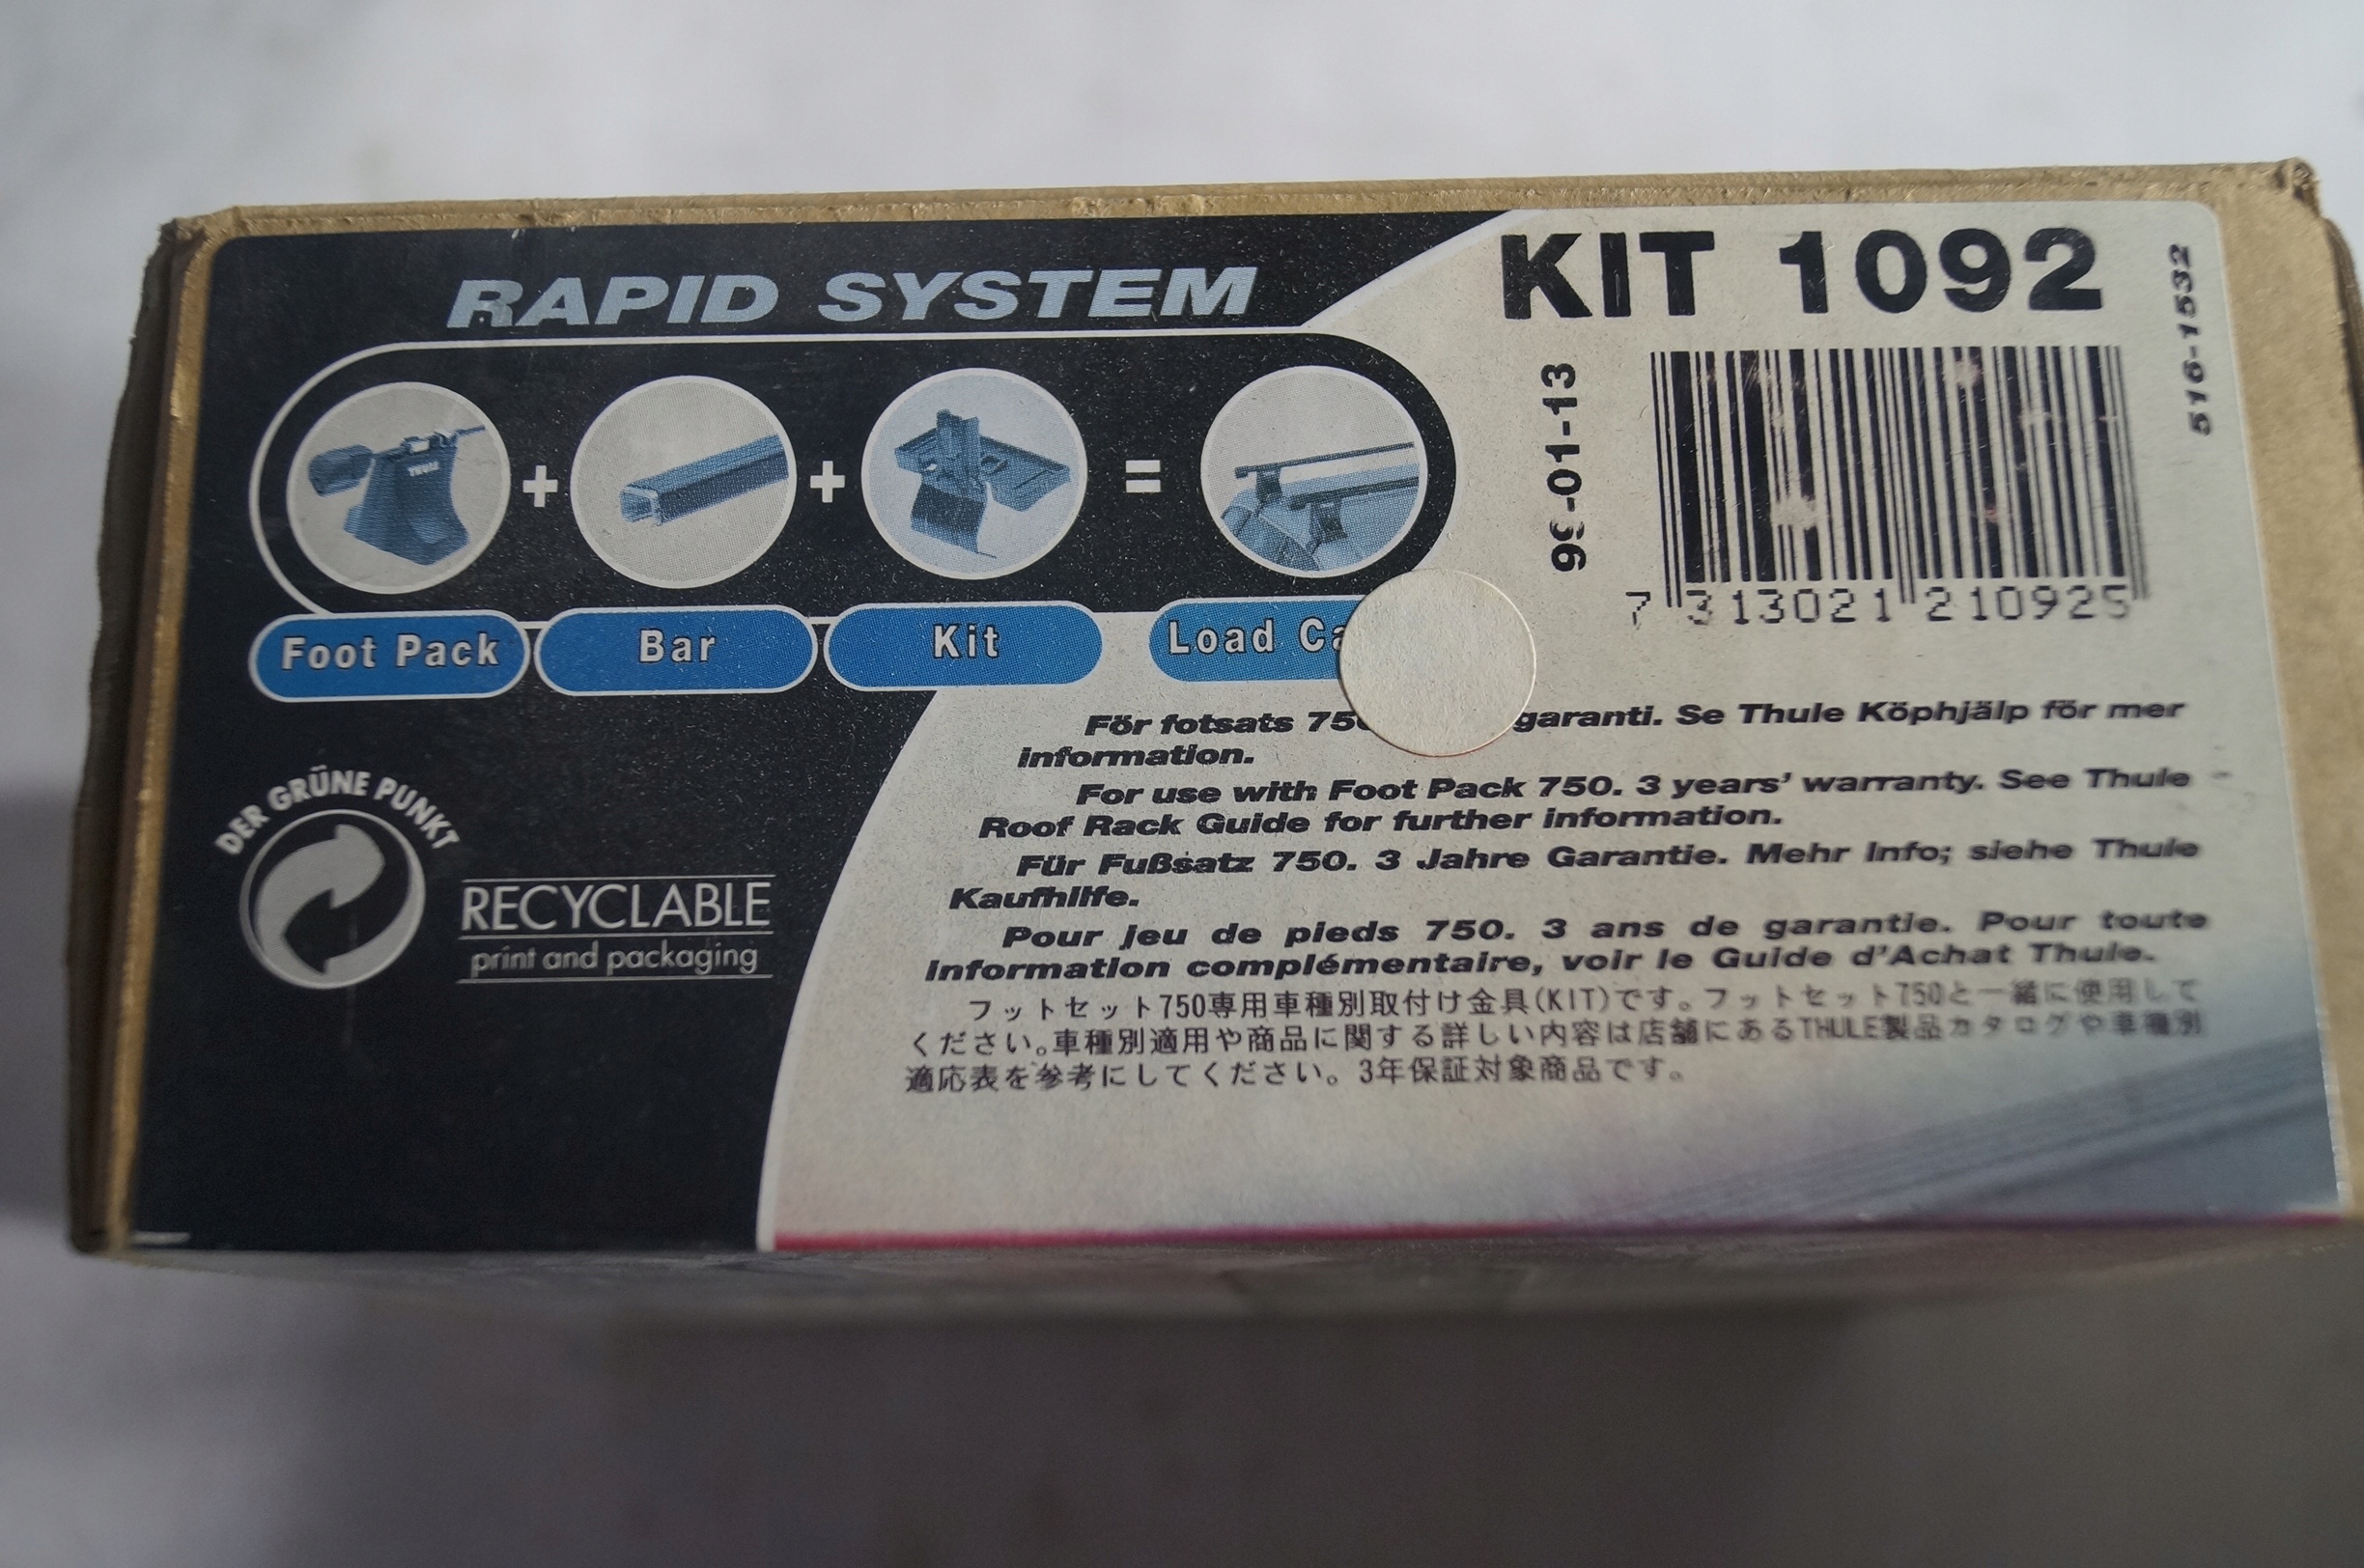 RAPID SYSTEM
KIT 1092
516-1532
99-01-13
7 313021 210925
THULE
Foot Pack + Bar + Kit = Load
För fotsats garanti. Se Thule Köphjälp för mer
information.
For use with Foot Pack 750. 3 years' warranty. See Thule
Roof Rack Guide for further information.
Für Fußsatz 750. 3 Jahre Garantie. Mehr Info; siehe Thule
Kaufhilfe.
Pour jeu de pieds 750. 3 ans de garantie. Pour toute
information complémentaire, voir le Guide d'Achat Thule.
フットセット750専用車種別取付け金具(KIT)です。フットセット750と一緒に使用して
ください。車種別適用や商品に関する詳しい内容は店舗にあるTHULE製品カタログや車種別
適応表を参考にしてください。3年保証対象商品です。
DER GRÜNE PUNKT
RECYCLABLE
print and packaging